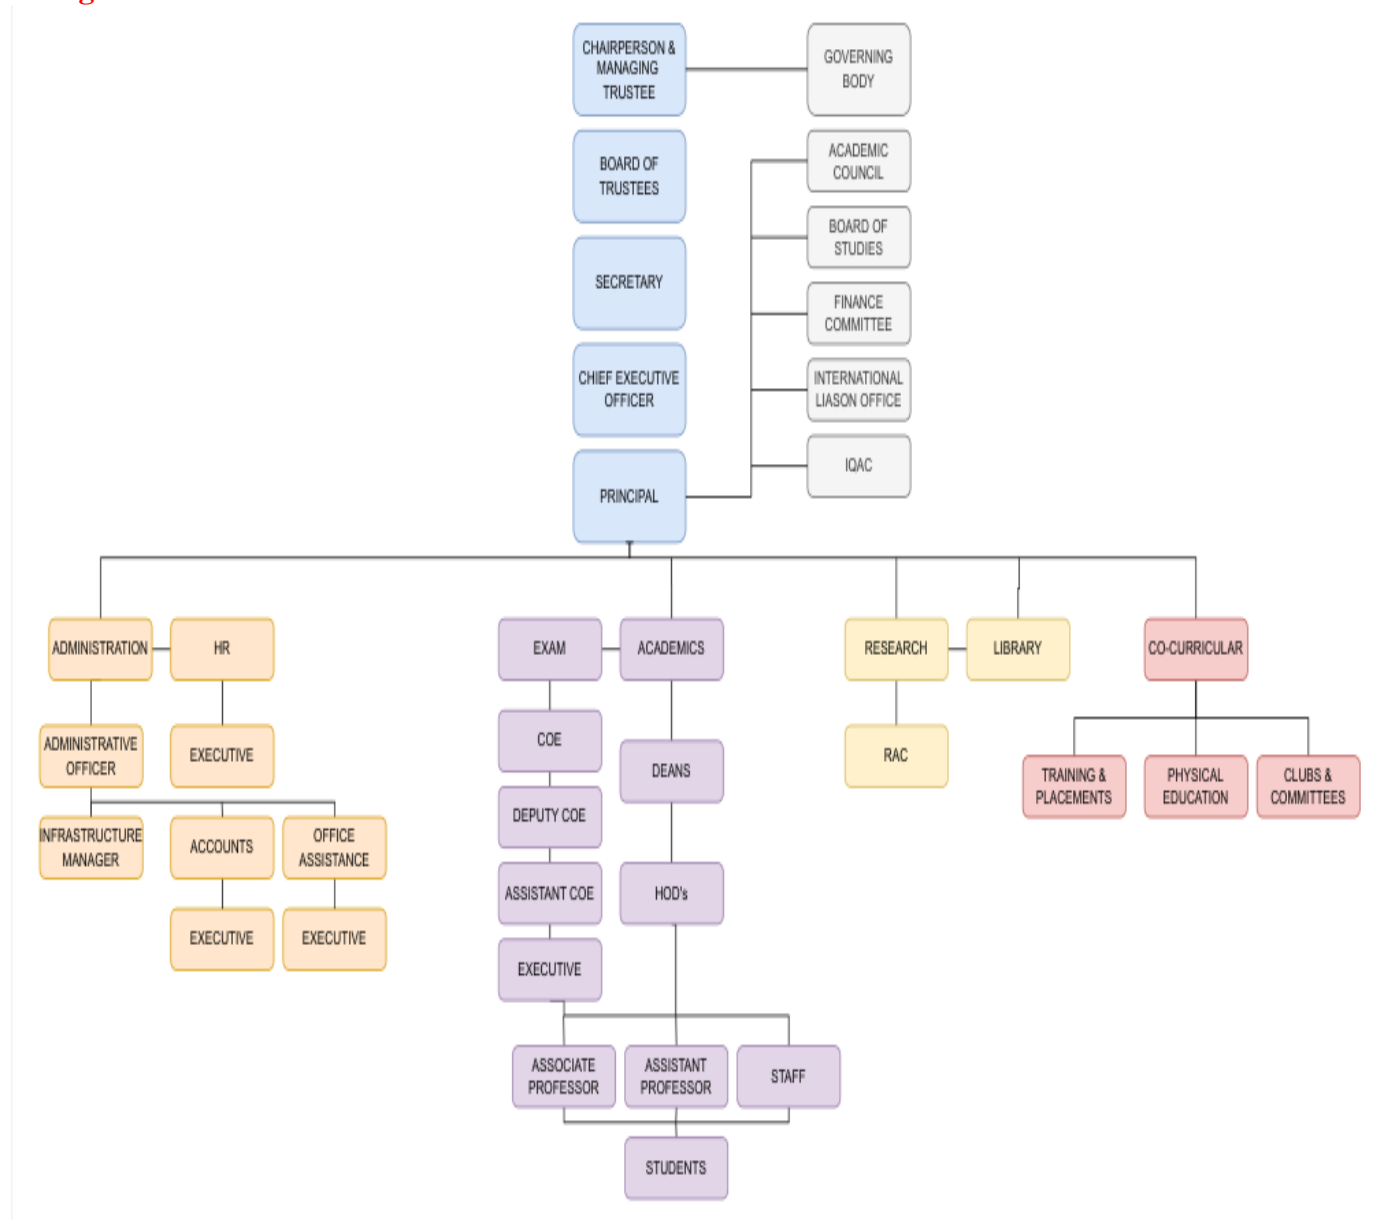 CHAIRPERSON &
MANAGING
TRUSTEE
GOVERNING
BODY
BOARD OF
TRUSTEES
ACADEMIC
COUNCIL
BOARD OF
STUDIES
SECRETARY
FINANCE
COMMITTEE
CHIEF EXECUTIVE
OFFICER
INTERNATIONAL
LIASON OFFICE
IQAC
PRINCIPAL
ADMINISTRATION
HR
EXAM
ACADEMICS
RESEARCH
LIBRARY
CO-CURRICULAR
ADMINISTRATIVE
OFFICER
EXECUTIVE
COE
DEANS
RAC
TRAINING &
PLACEMENTS
PHYSICAL
EDUCATION
CLUBS &
COMMITTEES
INFRASTRUCTURE
MANAGER
ACCOUNTS
OFFICE
ASSISTANCE
DEPUTY COE
ASSISTANT COE
HOD's
EXECUTIVE
EXECUTIVE
EXECUTIVE
ASSOCIATE
PROFESSOR
ASSISTANT
PROFESSOR
STAFF
STUDENTS